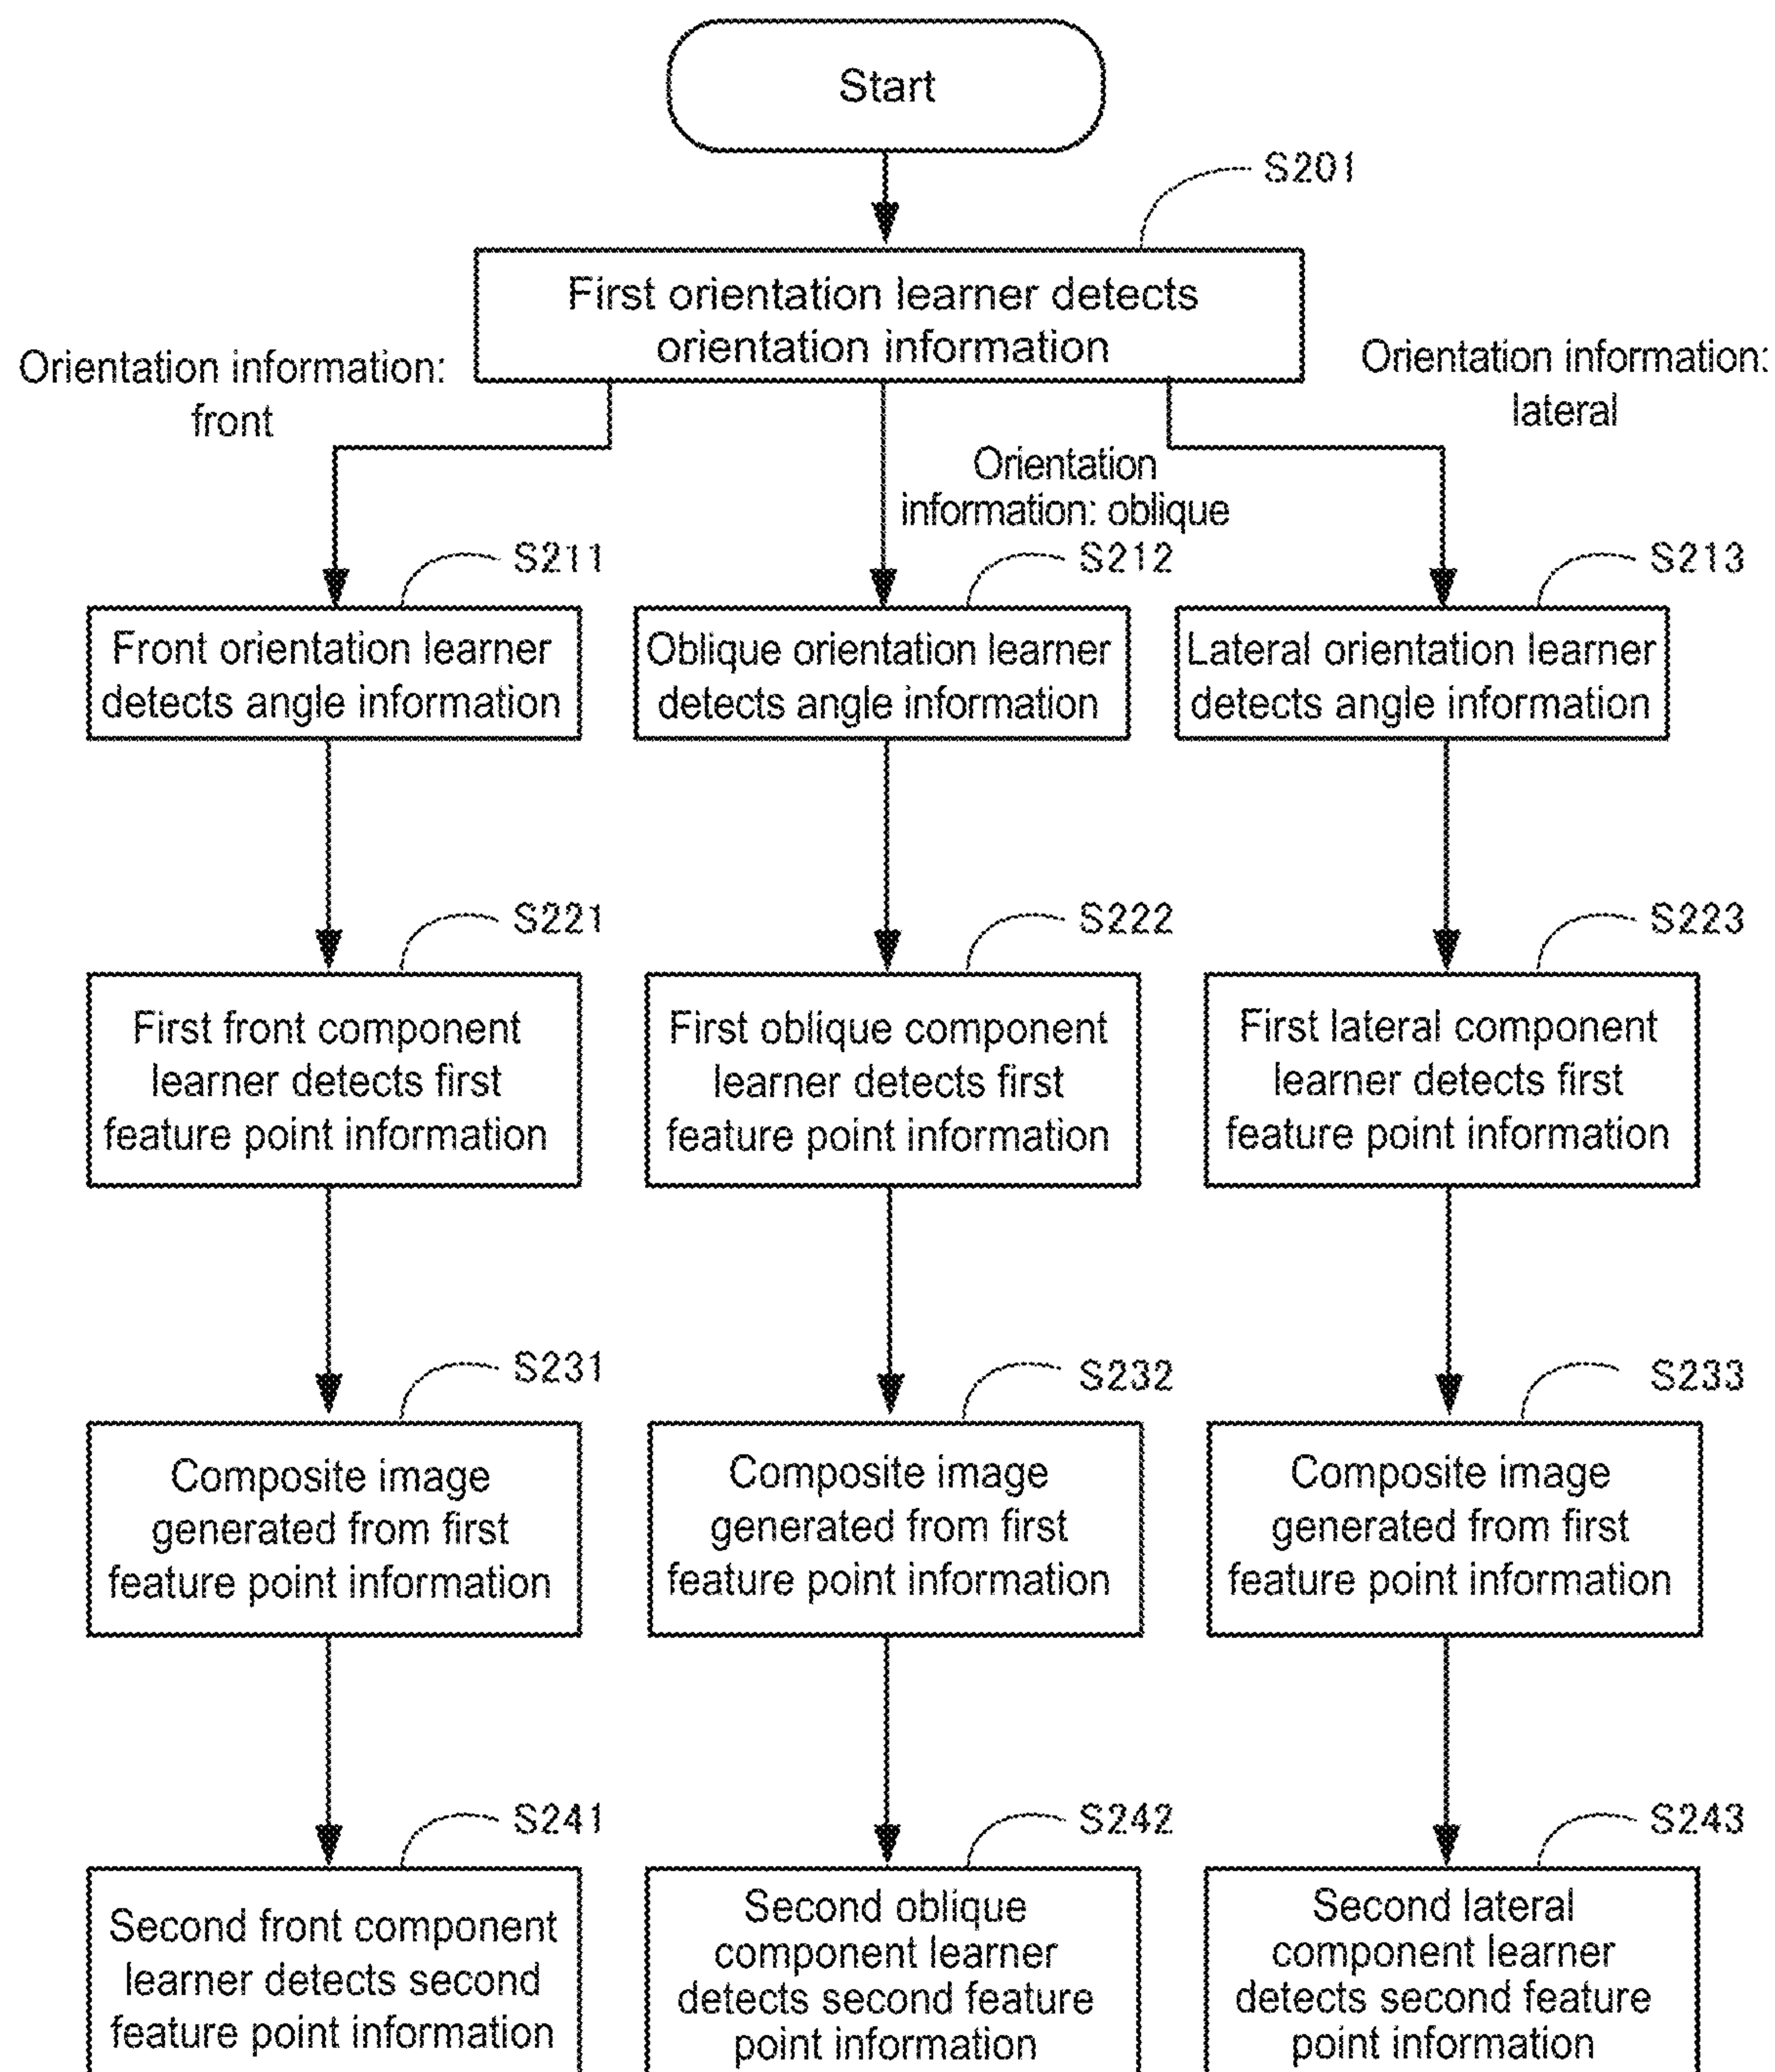 Start
S201
First orientation learner detects
orientation information
Orientation information:
front
Orientation
information: oblique
Orientation information:
lateral
S211
Front orientation learner
detects angle information
S212
Oblique orientation learner
detects angle information
S213
Lateral orientation learner
detects angle information
S221
First front component
learner detects first
feature point information
S222
First oblique component
learner detects first
feature point information
S223
First lateral component
learner detects first
feature point information
S231
Composite image
generated from first
feature point information
S232
Composite image
generated from first
feature point information
S233
Composite image
generated from first
feature point information
S241
Second front component
learner detects second
feature point information
S242
Second oblique
component learner
detects second feature
point information
S243
Second lateral
component learner
detects second feature
point information